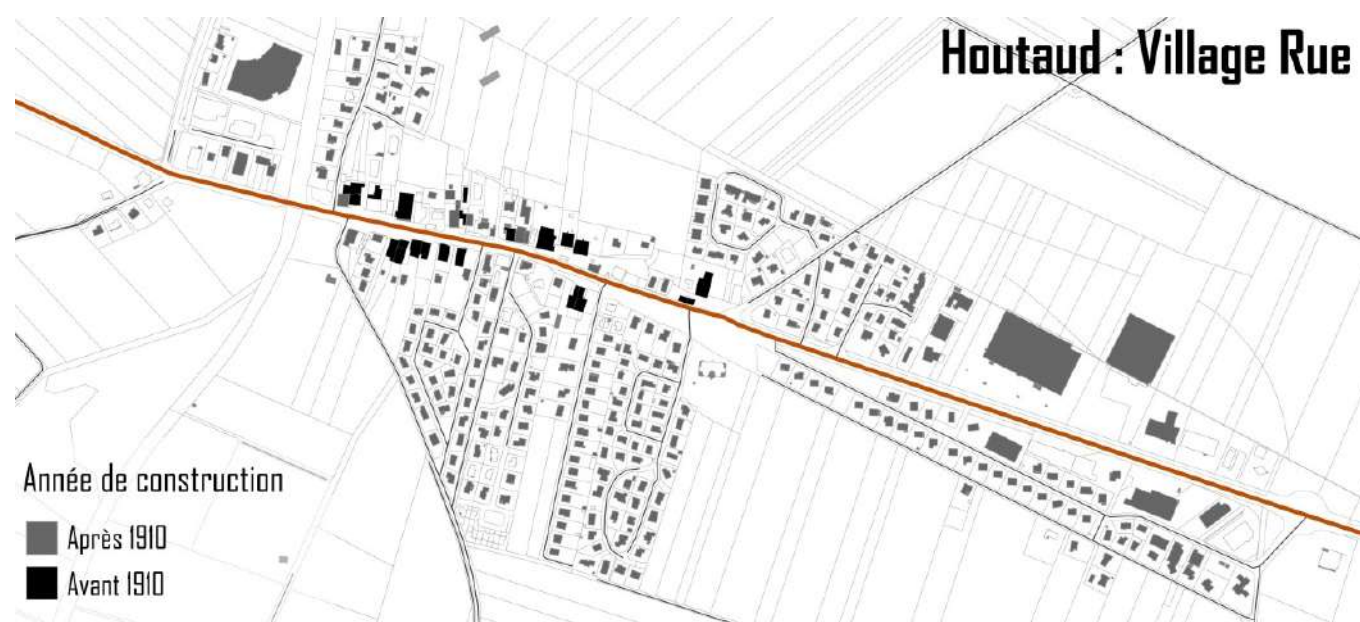 Houtaud : Village Rue
Année de construction
Après 1910
Avant 1910